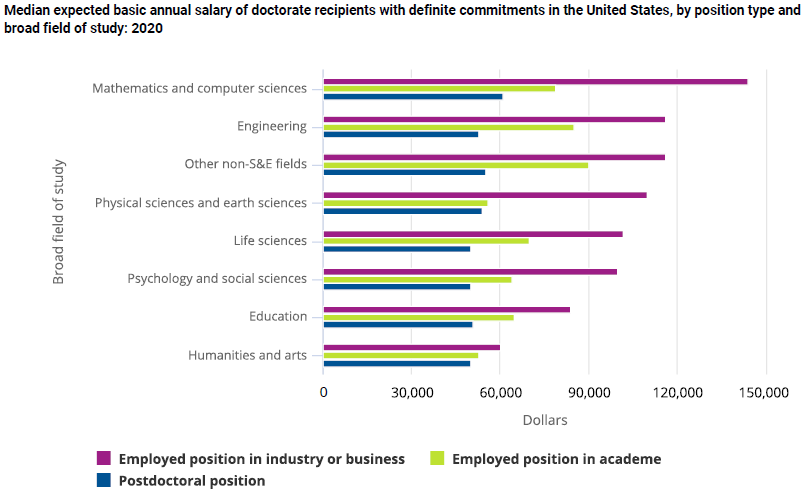 Median expected basic annual salary of doctorate recipients with definite commitments in the United States, by position type and
broad field of study: 2020
Broad field of study
Mathematics and computer sciences
Engineering
Other non-S&E fields
Physical sciences and earth sciences
Life sciences
Psychology and social sciences
Education
Humanities and arts
0 30,000 60,000 90,000 120,000 150,000
Dollars
Employed position in industry or business Employed position in academe
Postdoctoral position